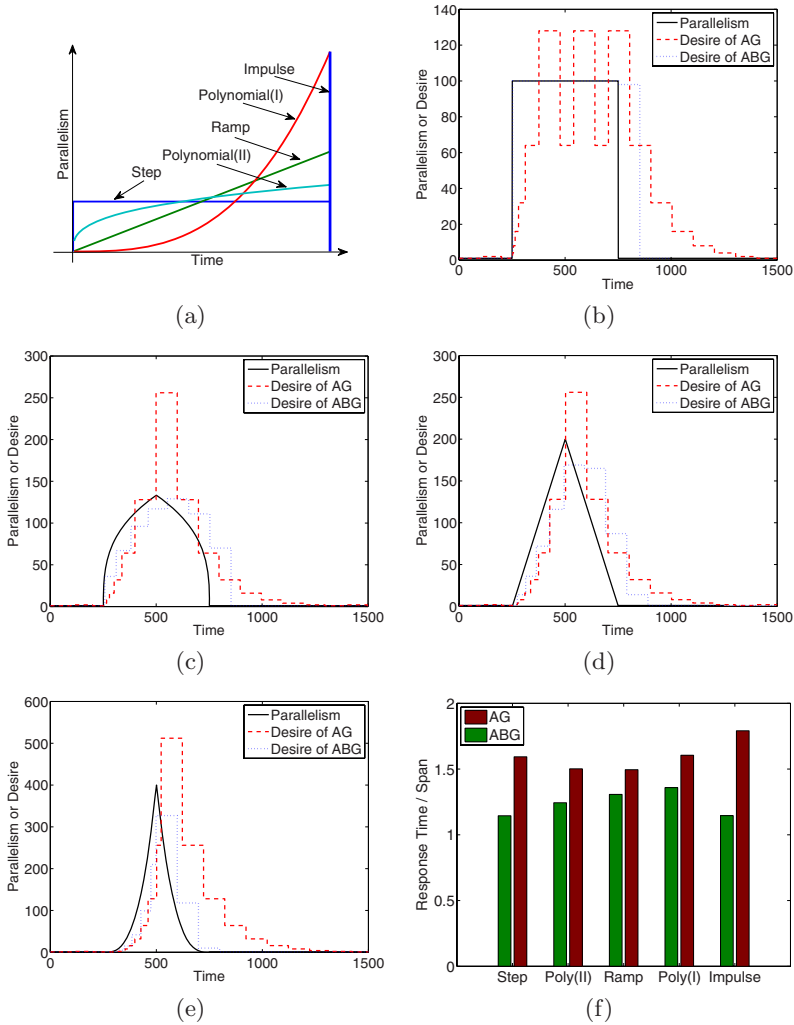 Parallelism
Time
Impulse
Polynomial(I)
Ramp
Polynomial(II)
Step
(a)
Parallelism or Desire
140
120
100
80
60
40
20
0
0
500
1000
1500
Time
Parallelism
Desire of AG
Desire of ABG
(b)
Parallelism or Desire
300
250
200
150
100
50
0
0
500
1000
1500
Time
Parallelism
Desire of AG
Desire of ABG
(c)
Parallelism or Desire
300
250
200
150
100
50
0
0
500
1000
1500
Time
Parallelism
Desire of AG
Desire of ABG
(d)
Parallelism or Desire
600
500
400
300
200
100
0
0
500
1000
1500
Time
Parallelism
Desire of AG
Desire of ABG
(e)
Response Time / Span
2
1.5
1
0.5
0
AG
ABG
Step
Poly(II)
Ramp
Poly(I)
Impulse
(f)